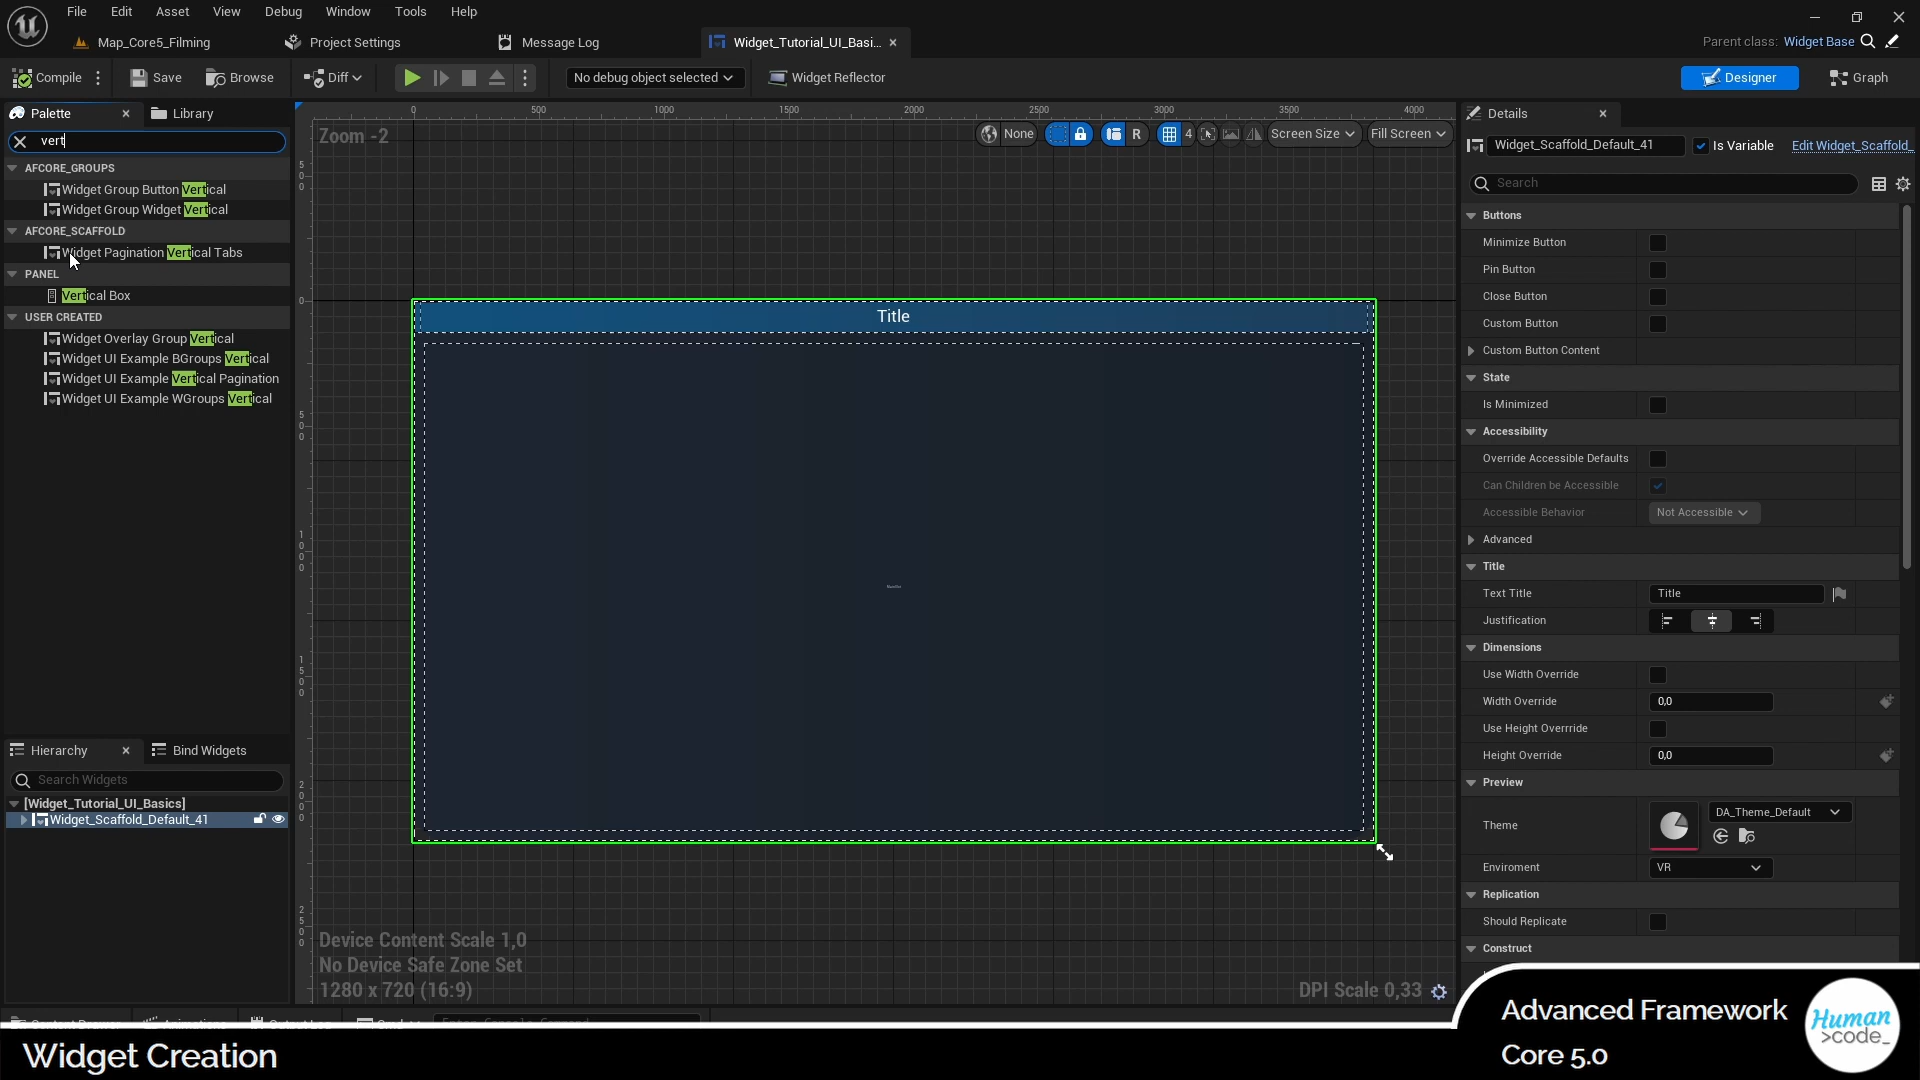 File Edit Asset View Debug Window Tools Help
Map_Core5_Filming Project Settings Message Log Widget_Tutorial_UI_Basi...
Parent class: Widget Base
Compile Save Browse Diff No debug object selected Widget Reflector Designer Graph
Palette Library
vert
AFCORE_GROUPS
Widget Group Button Vertical
Widget Group Widget Vertical
AFCORE_SCAFFOLD
Widget Pagination Vertical Tabs
PANEL
Vertical Box
USER CREATED
Widget Overlay Group Vertical
Widget UI Example BGroups Vertical
Widget UI Example Vertical Pagination
Widget UI Example WGroups Vertical
Hierarchy Bind Widgets
Search Widgets
[Widget_Tutorial_UI_Basics]
Widget_Scaffold_Default_41
0 500 1000 1500 2000 2500 3000 3500 4000
Zoom -2
None R 4 Screen Size Fill Screen
500
0
500
1000
1500
2000
2500
Title
Device Content Scale 1,0
No Device Safe Zone Set
1280 x 720 (16:9)
DPI Scale 0,33
Details
Widget_Scaffold_Default_41 Is Variable Edit Widget_Scaffold_
Search
Buttons
Minimize Button
Pin Button
Close Button
Custom Button
Custom Button Content
State
Is Minimized
Accessibility
Override Accessible Defaults
Can Children be Accessible
Accessible Behavior Not Accessible
Advanced
Title
Text Title Title
Justification
Dimensions
Use Width Override
Width Override 0,0
Use Height Overrride
Height Override 0,0
Preview
Theme DA_Theme_Default
Enviroment VR
Replication
Should Replicate
Construct
Widget Creation
Advanced Framework
Core 5.0
Human
>code_